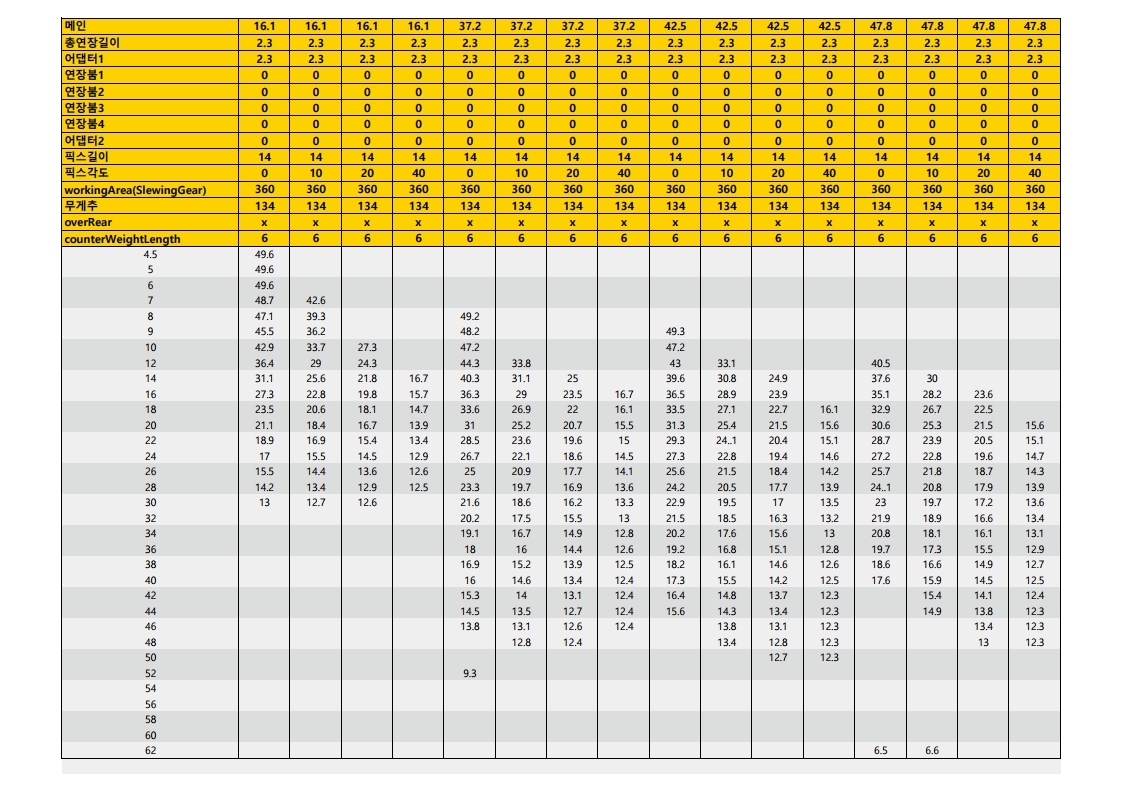 메인 16.1 16.1 16.1 16.1 37.2 37.2 37.2 37.2 42.5 42.5 42.5 42.5 47.8 47.8 47.8 47.8
총연장길이 2.3 2.3 2.3 2.3 2.3 2.3 2.3 2.3 2.3 2.3 2.3 2.3 2.3 2.3 2.3 2.3
어댑터1 2.3 2.3 2.3 2.3 2.3 2.3 2.3 2.3 2.3 2.3 2.3 2.3 2.3 2.3 2.3 2.3
연장붐1 0 0 0 0 0 0 0 0 0 0 0 0 0 0 0 0
연장붐2 0 0 0 0 0 0 0 0 0 0 0 0 0 0 0 0
연장붐3 0 0 0 0 0 0 0 0 0 0 0 0 0 0 0 0
연장붐4 0 0 0 0 0 0 0 0 0 0 0 0 0 0 0 0
어댑터2 0 0 0 0 0 0 0 0 0 0 0 0 0 0 0 0
픽스길이 14 14 14 14 14 14 14 14 14 14 14 14 14 14 14 14
픽스각도 0 10 20 40 0 10 20 40 0 10 20 40 0 10 20 40
workingArea(SlewingGear) 360 360 360 360 360 360 360 360 360 360 360 360 360 360 360 360
무게추 134 134 134 134 134 134 134 134 134 134 134 134 134 134 134 134
overRear x x x x x x x x x x x x x x x x
counterWeightLength 6 6 6 6 6 6 6 6 6 6 6 6 6 6 6 6
4.5 49.6
5 49.6
6 49.6
7 48.7 42.6
8 47.1 39.3 49.2
9 45.5 36.2 48.2 49.3
10 42.9 33.7 27.3 47.2 47.2
12 36.4 29 24.3 44.3 33.8 43 33.1 40.5
14 31.1 25.6 21.8 16.7 40.3 31.1 25 39.6 30.8 24.9 37.6 30
16 27.3 22.8 19.8 15.7 36.3 29 23.5 16.7 36.5 28.9 23.9 35.1 28.2 23.6
18 23.5 20.6 18.1 14.7 33.6 26.9 22 16.1 33.5 27.1 22.7 16.1 32.9 26.7 22.5
20 21.1 18.4 16.7 13.9 31 25.2 20.7 15.5 31.3 25.4 21.5 15.6 30.6 25.3 21.5 15.6
22 18.9 16.9 15.4 13.4 28.5 23.6 19.6 15 29.3 24..1 20.4 15.1 28.7 23.9 20.5 15.1
24 17 15.5 14.5 12.9 26.7 22.1 18.6 14.5 27.3 22.8 19.4 14.6 27.2 22.8 19.6 14.7
26 15.5 14.4 13.6 12.6 25 20.9 17.7 14.1 25.6 21.5 18.4 14.2 25.7 21.8 18.7 14.3
28 14.2 13.4 12.9 12.5 23.3 19.7 16.9 13.6 24.2 20.5 17.7 13.9 24..1 20.8 17.9 13.9
30 13 12.7 12.6 21.6 18.6 16.2 13.3 22.9 19.5 17 13.5 23 19.7 17.2 13.6
32 20.2 17.5 15.5 13 21.5 18.5 16.3 13.2 21.9 18.9 16.6 13.4
34 19.1 16.7 14.9 12.8 20.2 17.6 15.6 13 20.8 18.1 16.1 13.1
36 18 16 14.4 12.6 19.2 16.8 15.1 12.8 19.7 17.3 15.5 12.9
38 16.9 15.2 13.9 12.5 18.2 16.1 14.6 12.6 18.6 16.6 14.9 12.7
40 16 14.6 13.4 12.4 17.3 15.5 14.2 12.5 17.6 15.9 14.5 12.5
42 15.3 14 13.1 12.4 16.4 14.8 13.7 12.3 15.4 14.1 12.4
44 14.5 13.5 12.7 12.4 15.6 14.3 13.4 12.3 14.9 13.8 12.3
46 13.8 13.1 12.6 12.4 13.8 13.1 12.3 13.4 12.3
48 12.8 12.4 13.4 12.8 12.3 13 12.3
50 12.7 12.3
52 9.3
54
56
58
60
62 6.5 6.6